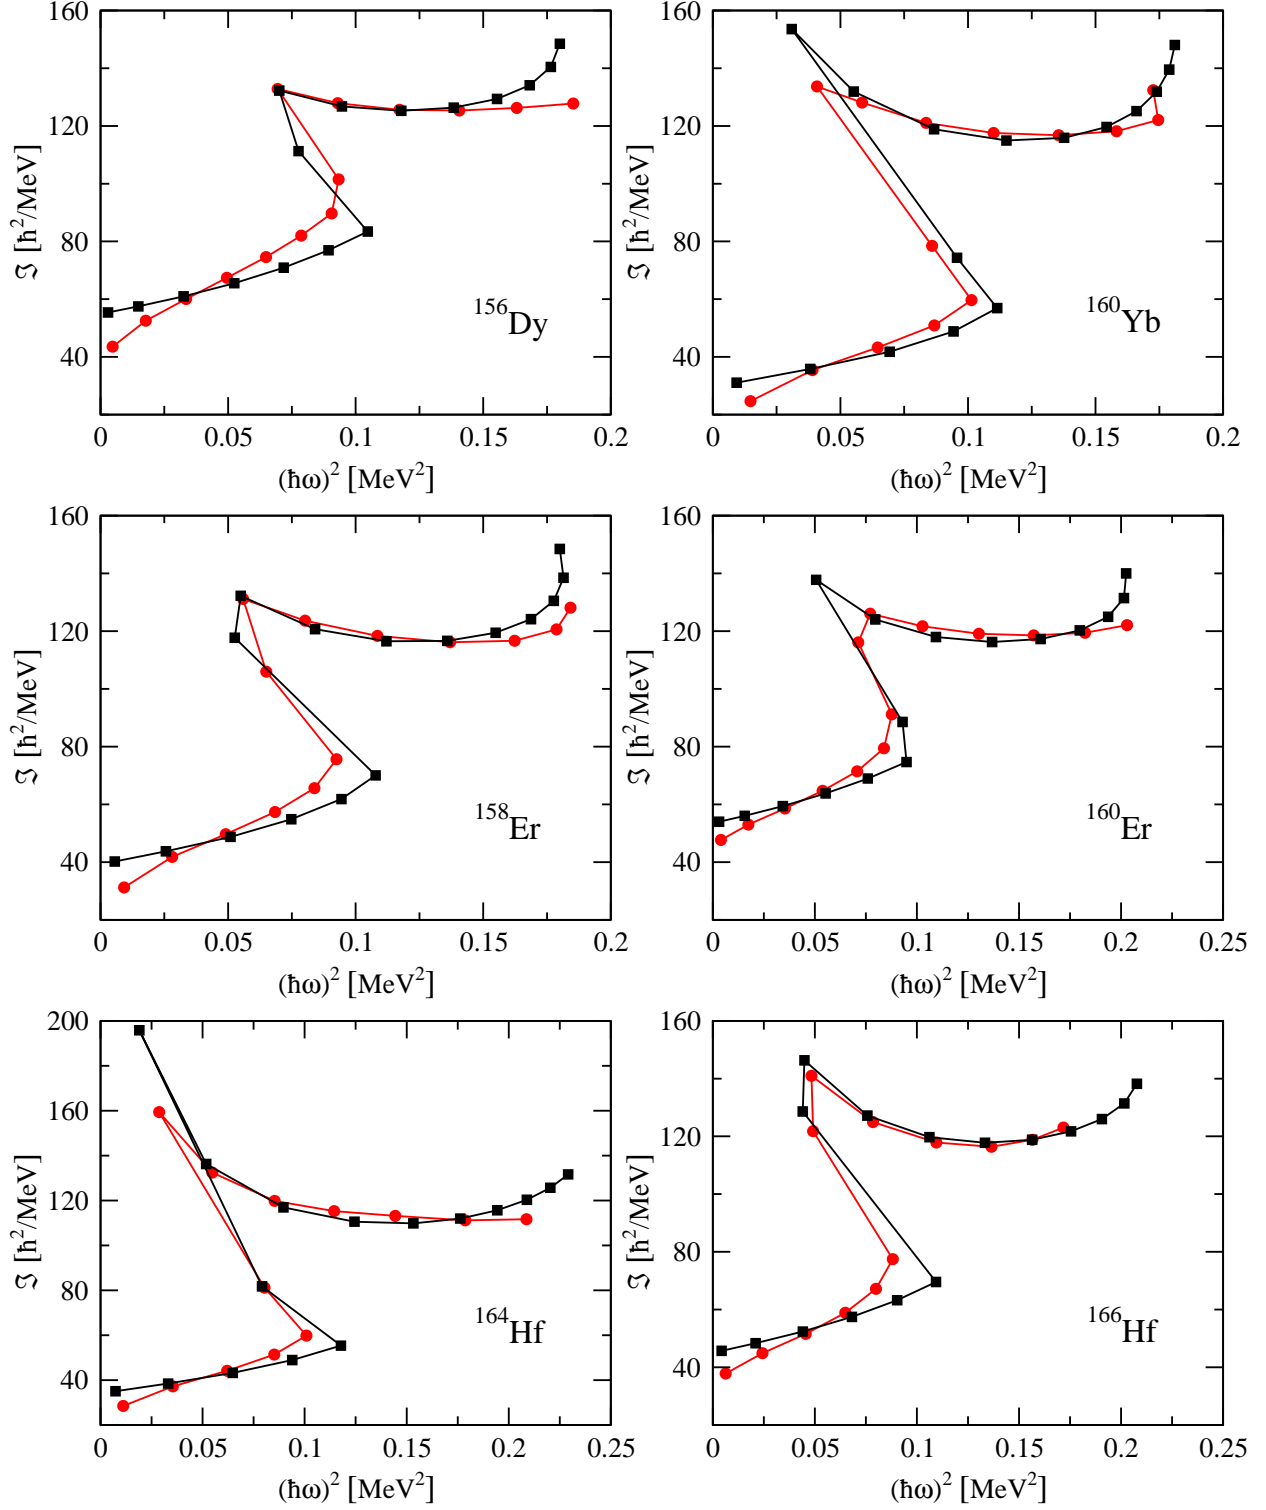 160
120
80
40
ℑ [ħ²/MeV]
¹⁵⁶Dy
0 0.05 0.1 0.15 0.2
(ħω)² [MeV²]
160
120
80
40
ℑ [ħ²/MeV]
¹⁶⁰Yb
0 0.05 0.1 0.15 0.2
(ħω)² [MeV²]
160
120
80
40
ℑ [ħ²/MeV]
¹⁵⁸Er
0 0.05 0.1 0.15 0.2
(ħω)² [MeV²]
160
120
80
40
ℑ [ħ²/MeV]
¹⁶⁰Er
0 0.05 0.1 0.15 0.2 0.25
(ħω)² [MeV²]
200
160
120
80
40
ℑ [ħ²/MeV]
¹⁶⁴Hf
0 0.05 0.1 0.15 0.2 0.25
(ħω)² [MeV²]
160
120
80
40
ℑ [ħ²/MeV]
¹⁶⁶Hf
0 0.05 0.1 0.15 0.2 0.25
(ħω)² [MeV²]